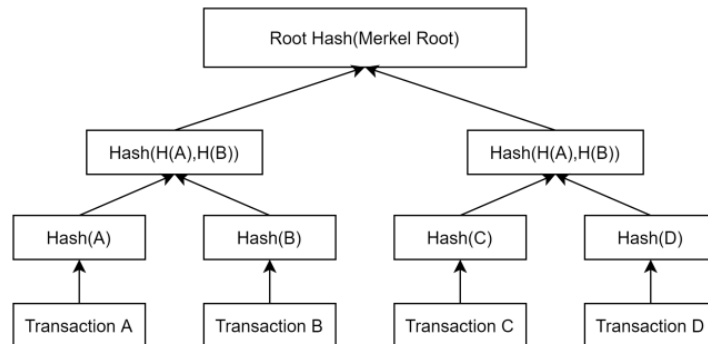 Root Hash(Merkel Root)
Hash(H(A),H(B))
Hash(H(A),H(B))
Hash(A)
Hash(B)
Hash(C)
Hash(D)
Transaction A
Transaction B
Transaction C
Transaction D